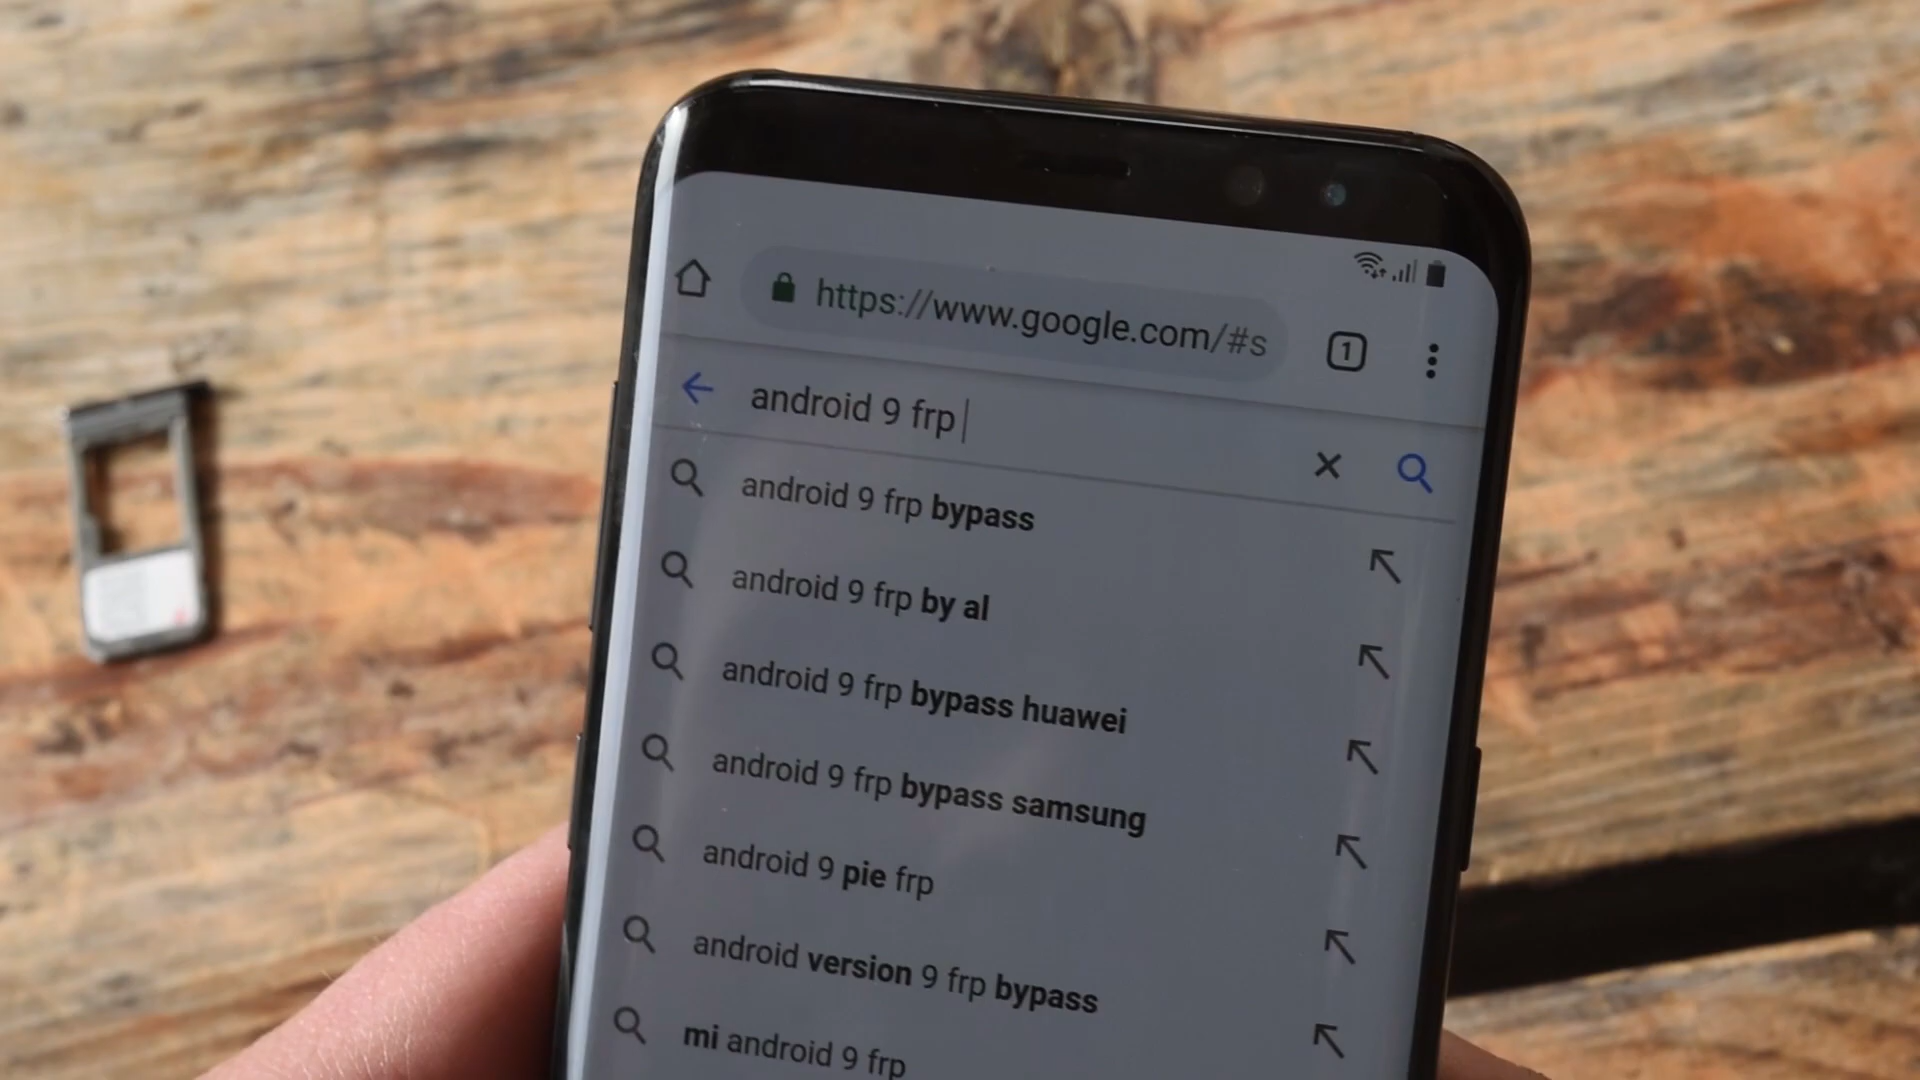 https://www.google.com/#s
1
android 9 frp
android 9 frp bypass
android 9 frp by al
android 9 frp bypass huawei
android 9 frp bypass samsung
android 9 pie frp
android version 9 frp bypass
mi android 9 frp